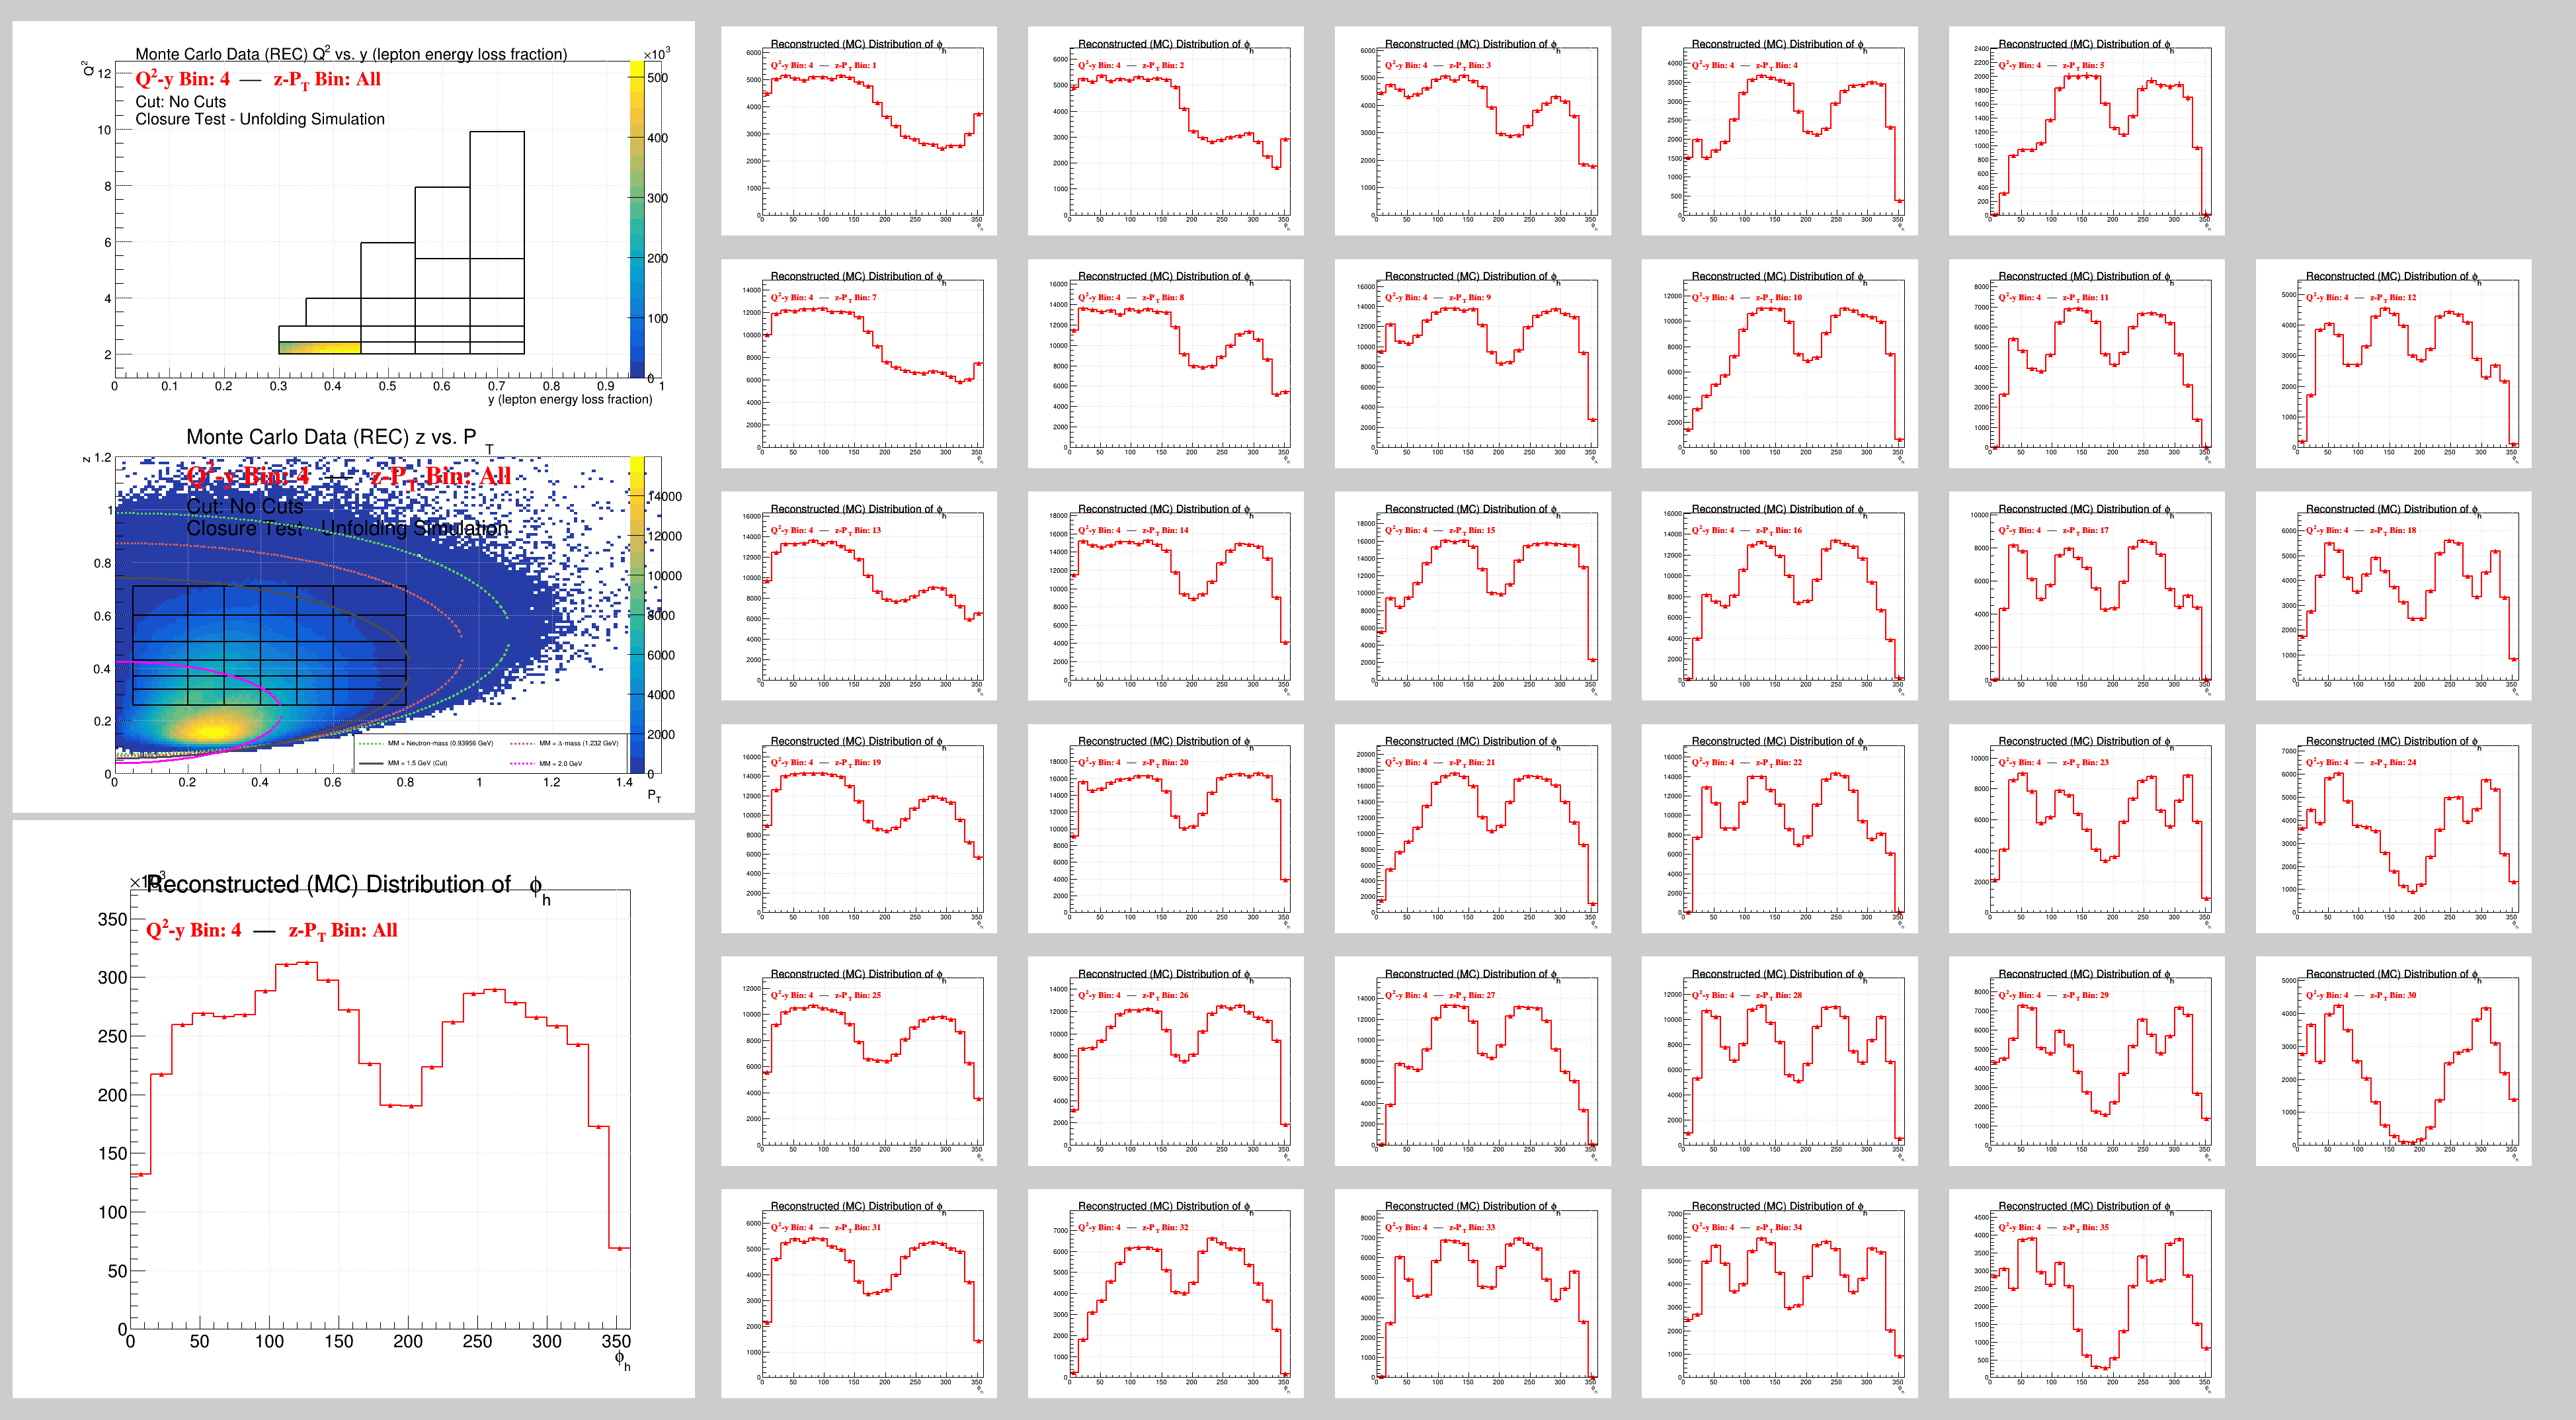 Monte Carlo Data (REC) Q² vs. y (lepton energy loss fraction)
Q²-y Bin: 4 — z-P_T Bin: All
Cut: No Cuts
Closure Test - Unfolding Simulation
×10³
Q²
y (lepton energy loss fraction)
Monte Carlo Data (REC) z vs. P_T
Q²-y Bin: 4 — z-P_T Bin: All
Cut: No Cuts
Closure Test - Unfolding Simulation
z
MM = Neutron-mass (0.93956 GeV)
MM = Δ-mass (1.232 GeV)
MM = 1.5 GeV (Cut)
MM = 2.0 GeV
P_T
Reconstructed (MC) Distribution of ϕ_h
Q²-y Bin: 4 — z-P_T Bin: All
ϕ_h
Reconstructed (MC) Distribution of ϕ_h
Q²-y Bin: 4 — z-P_T Bin: 1
Reconstructed (MC) Distribution of ϕ_h
Q²-y Bin: 4 — z-P_T Bin: 2
Reconstructed (MC) Distribution of ϕ_h
Q²-y Bin: 4 — z-P_T Bin: 3
Reconstructed (MC) Distribution of ϕ_h
Q²-y Bin: 4 — z-P_T Bin: 4
Reconstructed (MC) Distribution of ϕ_h
Q²-y Bin: 4 — z-P_T Bin: 5
Reconstructed (MC) Distribution of ϕ_h
Q²-y Bin: 4 — z-P_T Bin: 7
Reconstructed (MC) Distribution of ϕ_h
Q²-y Bin: 4 — z-P_T Bin: 8
Reconstructed (MC) Distribution of ϕ_h
Q²-y Bin: 4 — z-P_T Bin: 9
Reconstructed (MC) Distribution of ϕ_h
Q²-y Bin: 4 — z-P_T Bin: 10
Reconstructed (MC) Distribution of ϕ_h
Q²-y Bin: 4 — z-P_T Bin: 11
Reconstructed (MC) Distribution of ϕ_h
Q²-y Bin: 4 — z-P_T Bin: 12
Reconstructed (MC) Distribution of ϕ_h
Q²-y Bin: 4 — z-P_T Bin: 13
Reconstructed (MC) Distribution of ϕ_h
Q²-y Bin: 4 — z-P_T Bin: 14
Reconstructed (MC) Distribution of ϕ_h
Q²-y Bin: 4 — z-P_T Bin: 15
Reconstructed (MC) Distribution of ϕ_h
Q²-y Bin: 4 — z-P_T Bin: 16
Reconstructed (MC) Distribution of ϕ_h
Q²-y Bin: 4 — z-P_T Bin: 17
Reconstructed (MC) Distribution of ϕ_h
Q²-y Bin: 4 — z-P_T Bin: 18
Reconstructed (MC) Distribution of ϕ_h
Q²-y Bin: 4 — z-P_T Bin: 19
Reconstructed (MC) Distribution of ϕ_h
Q²-y Bin: 4 — z-P_T Bin: 20
Reconstructed (MC) Distribution of ϕ_h
Q²-y Bin: 4 — z-P_T Bin: 21
Reconstructed (MC) Distribution of ϕ_h
Q²-y Bin: 4 — z-P_T Bin: 22
Reconstructed (MC) Distribution of ϕ_h
Q²-y Bin: 4 — z-P_T Bin: 23
Reconstructed (MC) Distribution of ϕ_h
Q²-y Bin: 4 — z-P_T Bin: 24
Reconstructed (MC) Distribution of ϕ_h
Q²-y Bin: 4 — z-P_T Bin: 25
Reconstructed (MC) Distribution of ϕ_h
Q²-y Bin: 4 — z-P_T Bin: 26
Reconstructed (MC) Distribution of ϕ_h
Q²-y Bin: 4 — z-P_T Bin: 27
Reconstructed (MC) Distribution of ϕ_h
Q²-y Bin: 4 — z-P_T Bin: 28
Reconstructed (MC) Distribution of ϕ_h
Q²-y Bin: 4 — z-P_T Bin: 29
Reconstructed (MC) Distribution of ϕ_h
Q²-y Bin: 4 — z-P_T Bin: 30
Reconstructed (MC) Distribution of ϕ_h
Q²-y Bin: 4 — z-P_T Bin: 31
Reconstructed (MC) Distribution of ϕ_h
Q²-y Bin: 4 — z-P_T Bin: 32
Reconstructed (MC) Distribution of ϕ_h
Q²-y Bin: 4 — z-P_T Bin: 33
Reconstructed (MC) Distribution of ϕ_h
Q²-y Bin: 4 — z-P_T Bin: 34
Reconstructed (MC) Distribution of ϕ_h
Q²-y Bin: 4 — z-P_T Bin: 35